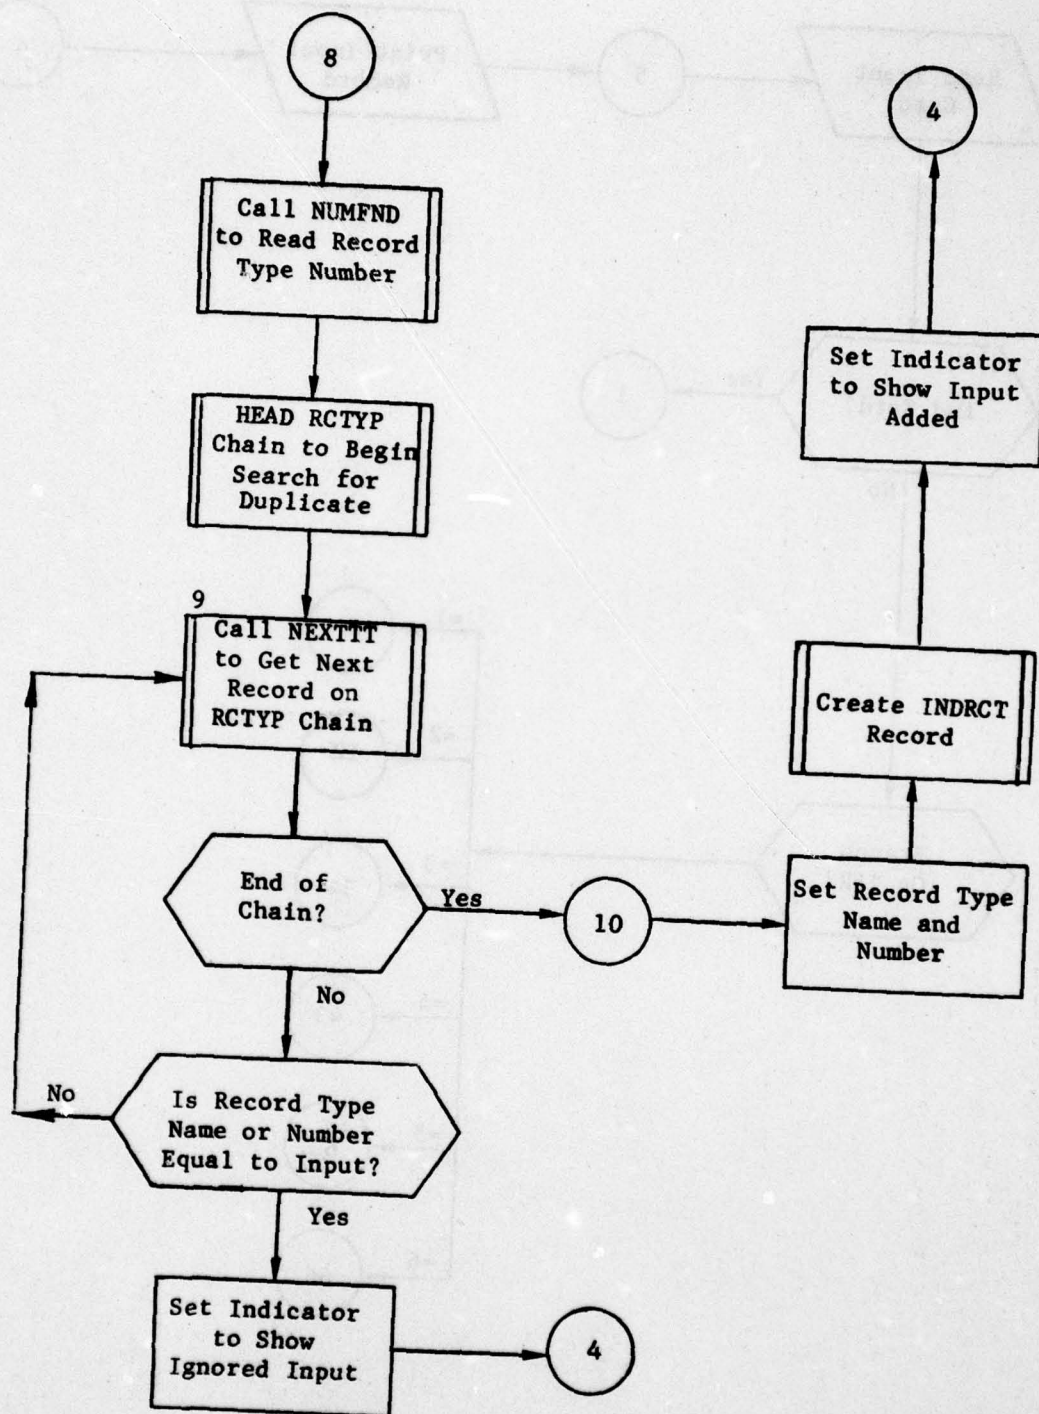 8
Call NUMFND
to Read Record
Type Number
HEAD RCTYP
Chain to Begin
Search for
Duplicate
9
Call NEXTTT
to Get Next
Record on
RCTYP Chain
End of
Chain?
Yes
No
10
Is Record Type
Name or Number
Equal to Input?
No
Yes
Set Indicator
to Show
Ignored Input
4
Set Record Type
Name and
Number
Create INDRCT
Record
Set Indicator
to Show Input
Added
4